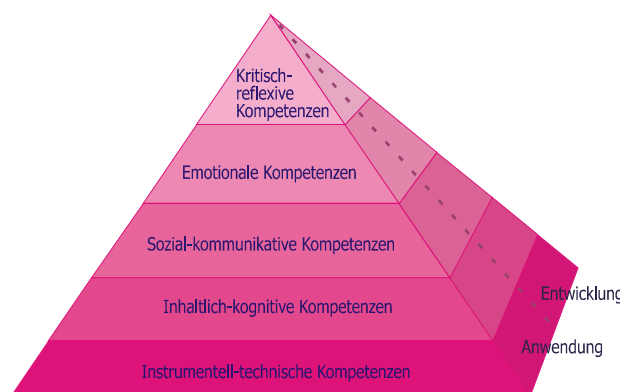 Kritisch-
reflexive
Kompetenzen
Emotionale Kompetenzen
Sozial-kommunikative Kompetenzen
Inhaltlich-kognitive Kompetenzen
Instrumentell-technische Kompetenzen
Entwicklung
Anwendung